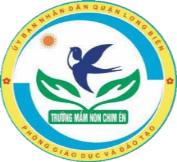 ỦY BAN NHÂN DÂN QUẬN LONG BIÊN
TRƯỜNG MẦM NON CHIM ÉN
PHÒNG GIÁO DỤC VÀ ĐÀO TẠO